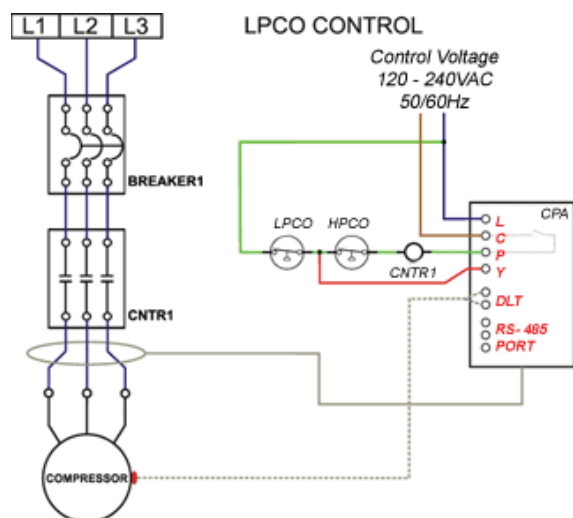 L1 L2 L3
LPCO CONTROL
Control Voltage
120 - 240VAC
50/60Hz
BREAKER1
LPCO HPCO
CNTR1
CPA
L
C
P
Y
DLT
RS- 485
PORT
CNTR1
COMPRESSOR